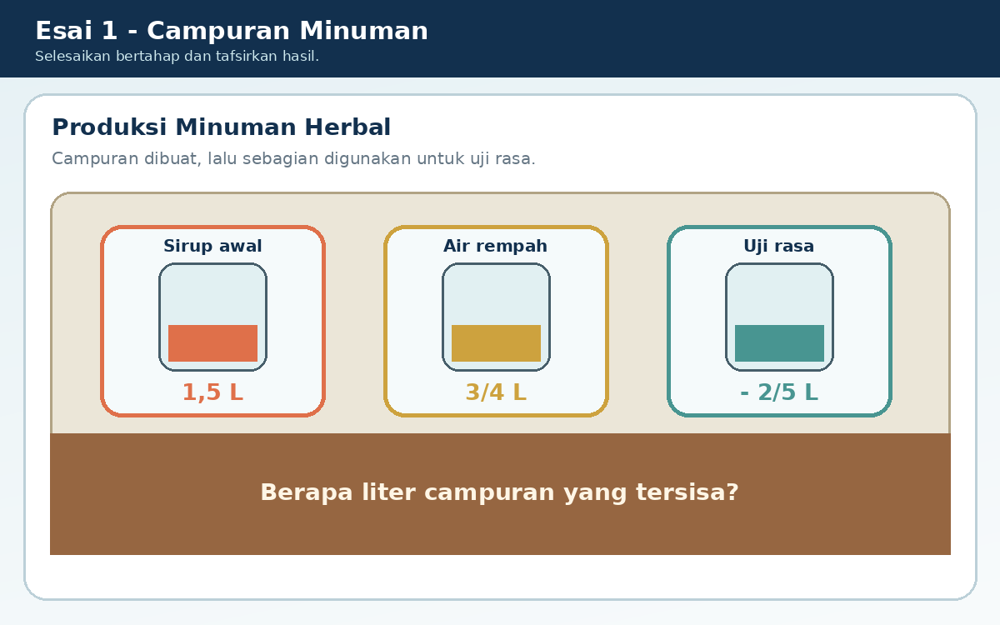 Esai 1 - Campuran Minuman
Selesaikan bertahap dan tafsirkan hasil.
Produksi Minuman Herbal
Campuran dibuat, lalu sebagian digunakan untuk uji rasa.
Sirup awal
1,5 L
Air rempah
3/4 L
Uji rasa
- 2/5 L
Berapa liter campuran yang tersisa?